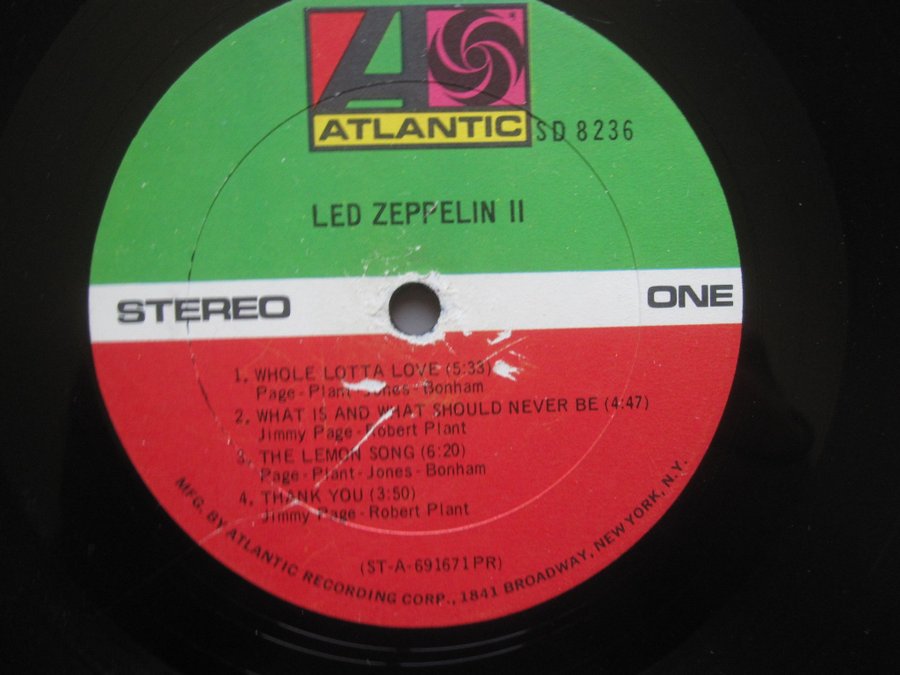 ATLANTIC
SD 8236
LED ZEPPELIN II
STEREO
ONE
1. WHOLE LOTTA LOVE (5:33)
Page-Plant-Jones-Bonham
2. WHAT IS AND WHAT SHOULD NEVER BE (4:47)
Jimmy Page-Robert Plant
3. THE LEMON SONG (6:20)
Page-Plant-Jones-Bonham
4. THANK YOU (3:50)
Jimmy Page-Robert Plant
(ST-A-691671PR)
MFG. BY ATLANTIC RECORDING CORP., 1841 BROADWAY, NEW YORK, N.Y.